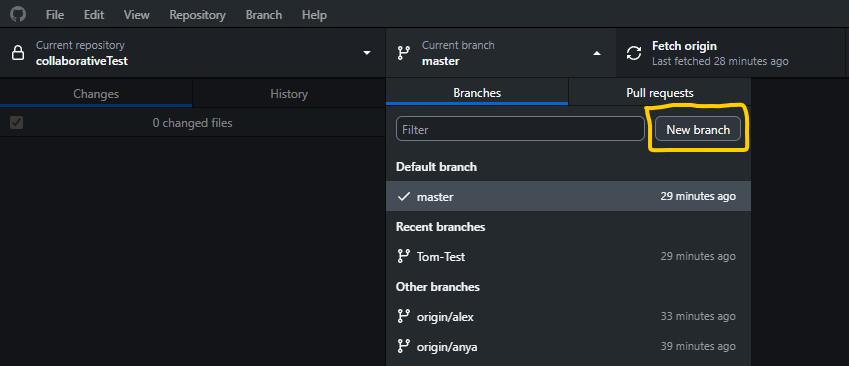 File Edit View Repository Branch Help
Current repository
collaborativeTest
Current branch
master
Fetch origin
Last fetched 28 minutes ago
Changes History
0 changed files
Branches Pull requests
Filter New branch
Default branch
master 29 minutes ago
Recent branches
Tom-Test 29 minutes ago
Other branches
origin/alex 33 minutes ago
origin/anya 39 minutes ago